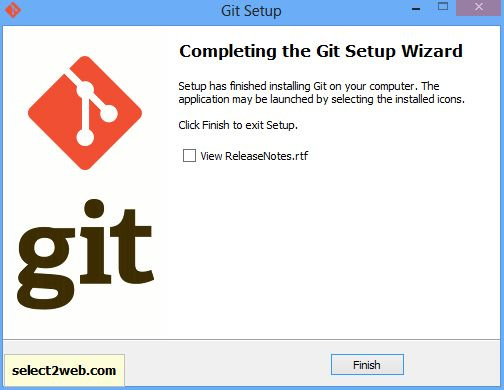 Git Setup
Completing the Git Setup Wizard
Setup has finished installing Git on your computer. The
application may be launched by selecting the installed icons.
Click Finish to exit Setup.
View ReleaseNotes.rtf
git
select2web.com
Finish